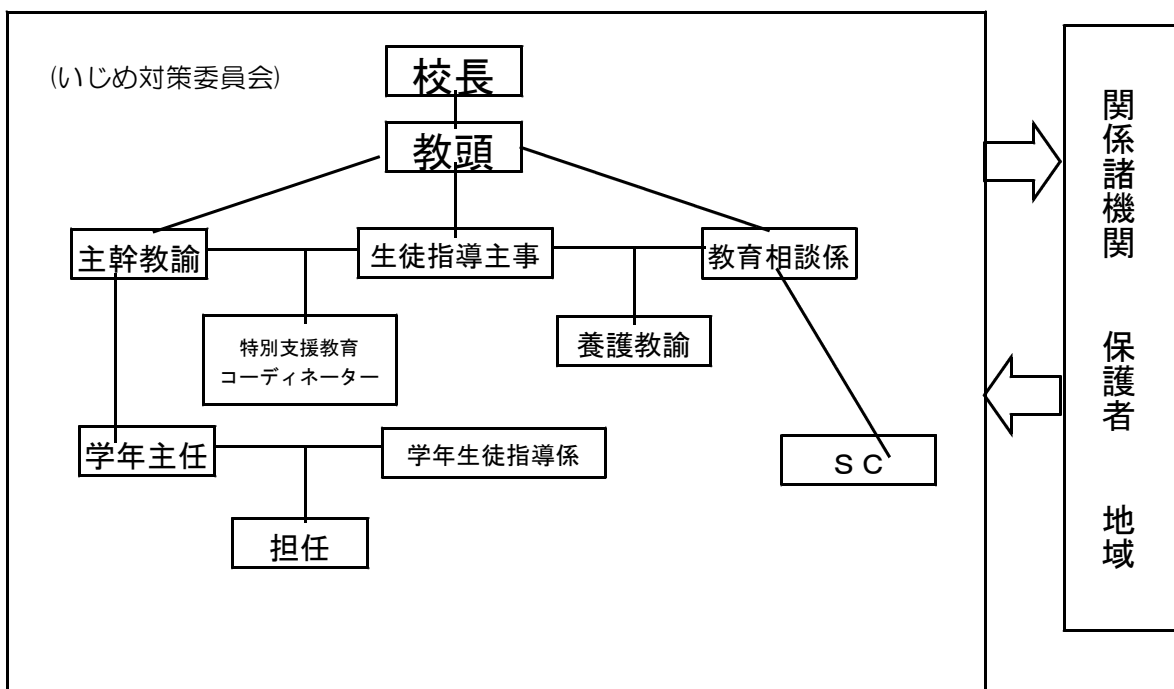 (いじめ対策委員会)
校長
教頭
主幹教諭
生徒指導主事
教育相談係
特別支援教育
コーディネーター
養護教諭
学年主任
学年生徒指導係
ＳＣ
担任
関係諸機関
保護者
地域